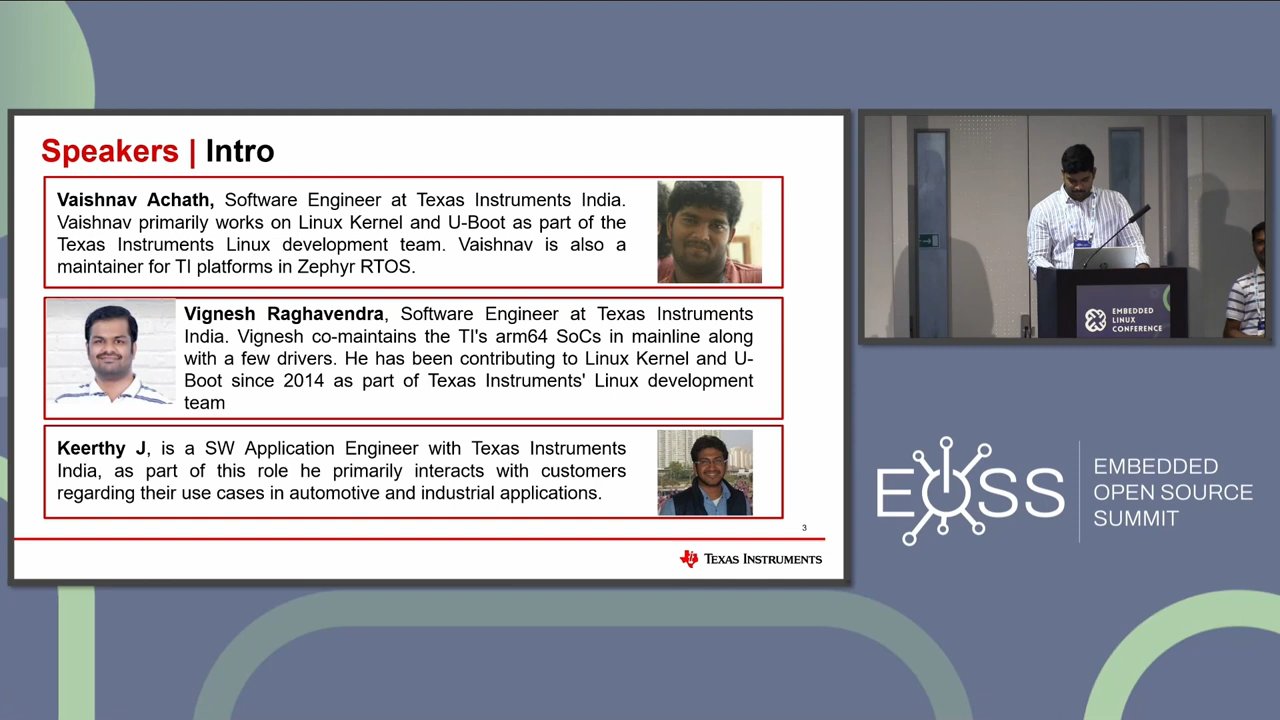 Speakers | Intro
Vaishnav Achath, Software Engineer at Texas Instruments India.
Vaishnav primarily works on Linux Kernel and U-Boot as part of the
Texas Instruments Linux development team. Vaishnav is also a
maintainer for TI platforms in Zephyr RTOS.
Vignesh Raghavendra, Software Engineer at Texas Instruments
India. Vignesh co-maintains the TI's arm64 SoCs in mainline along
with a few drivers. He has been contributing to Linux Kernel and U-
Boot since 2014 as part of Texas Instruments' Linux development
team
Keerthy J, is a SW Application Engineer with Texas Instruments
India, as part of this role he primarily interacts with customers
regarding their use cases in automotive and industrial applications.
3
TEXAS INSTRUMENTS
EMBEDDED
LINUX
CONFERENCE
EOSS
EMBEDDED
OPEN SOURCE
SUMMIT